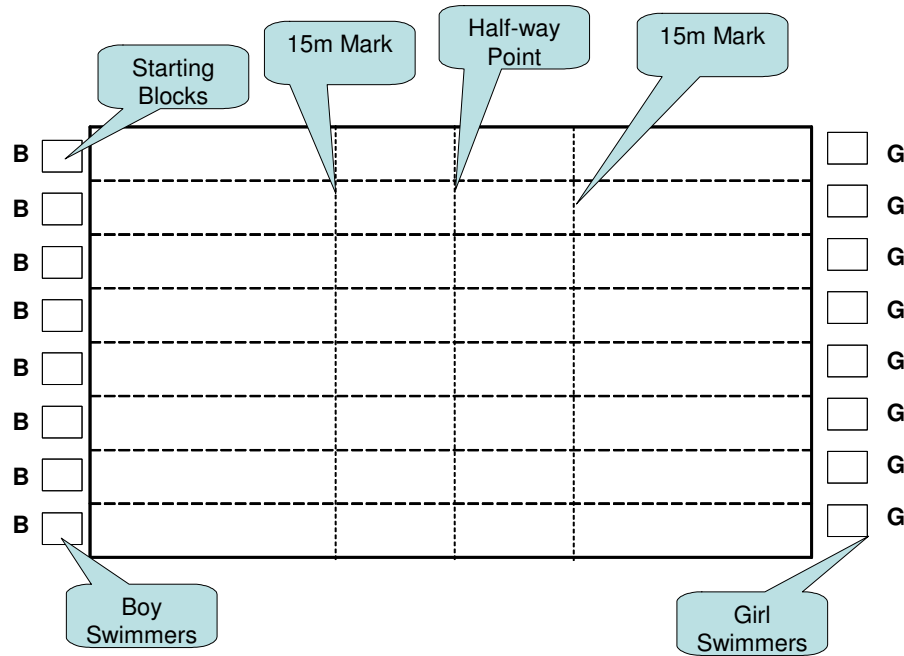 15m Mark
Half-way
Point
15m Mark
Starting
Blocks
B G
B G
B G
B G
B G
B G
B G
B G
Boy
Swimmers
Girl
Swimmers